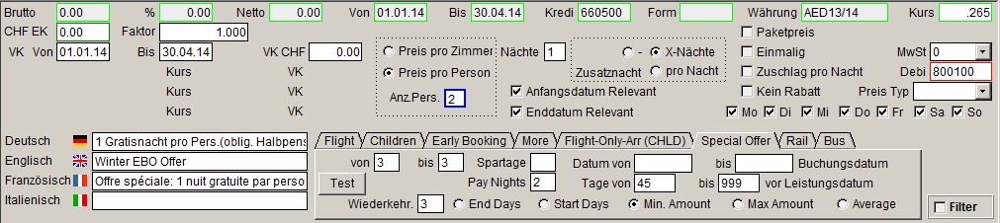 Brutto 0.00 % 0.00 Netto 0.00 Von 01.01.14 Bis 30.04.14 Kredi 660500 Form Währung AED13/14 Kurs .265
CHF EK 0.00 Faktor 1.000 Paketpreis
VK Von 01.01.14 Bis 30.04.14 VK CHF 0.00 Preis pro Zimmer Nächte 1 - X-Nächte Einmalig MwSt 0
Kurs VK Preis pro Person Zusatznacht pro Nacht Zuschlag pro Nacht Debi 800100
Kurs VK Anz.Pers. 2 Anfangsdatum Relevant Kein Rabatt Preis Typ
Kurs VK Enddatum Relevant Mo Di Mi Do Fr Sa So
Deutsch 1 Gratisnacht pro Pers.(oblig. Halbpens Flight Children Early Booking More Flight-Only-Arr (CHLD) Special Offer Rail Bus
Englisch Winter EBO Offer von 3 bis 3 Spartage Datum von bis Buchungsdatum
Französisch Offre spéciale: 1 nuit gratuite par perso Test Pay Nights 2 Tage von 45 bis 999 vor Leistungsdatum
Italienisch Wiederkehr. 3 End Days Start Days Min. Amount Max Amount Average Filter